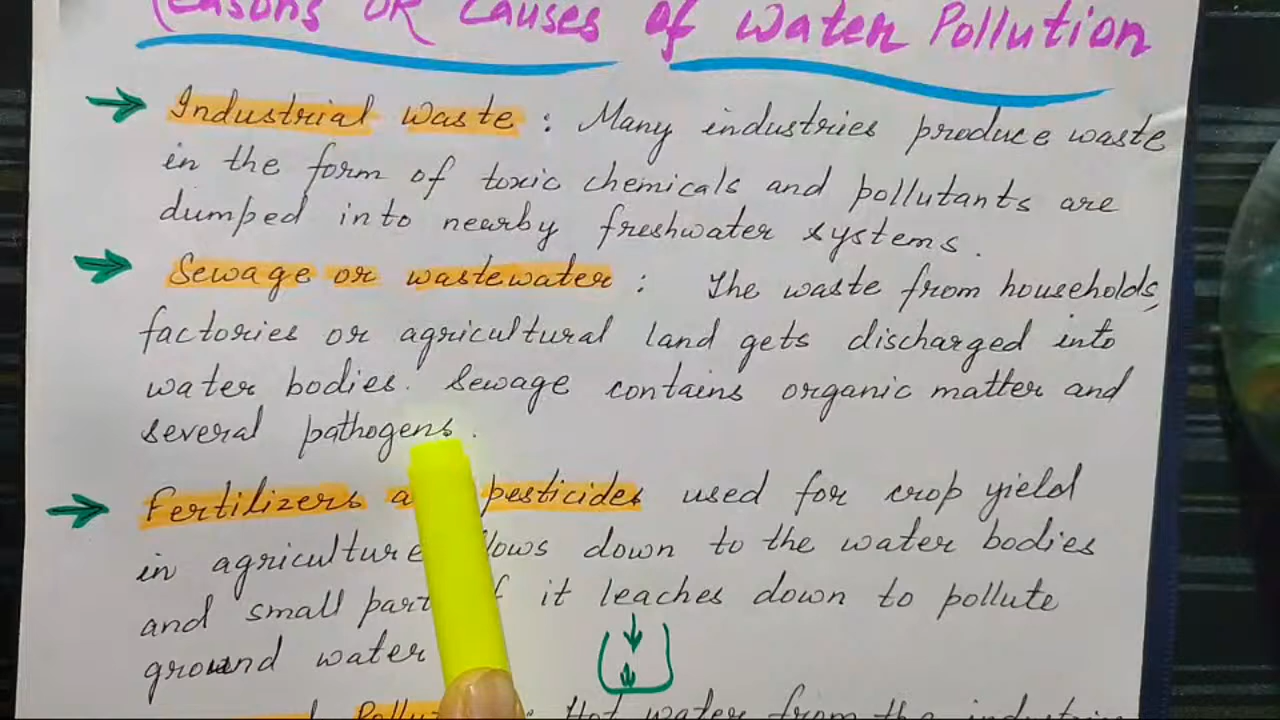 Reasons OR Causes of Water Pollution
Industrial Waste : Many industries produce waste
in the form of toxic chemicals and pollutants are
dumped into nearby freshwater systems.
Sewage or wastewater : The waste from households,
factories or agricultural land gets discharged into
water bodies. Sewage contains organic matter and
several pathogens.
Fertilizers a pesticides used for crop yield
in agriculture lows down to the water bodies
and small part it leaches down to pollute
ground water
Hot water from the